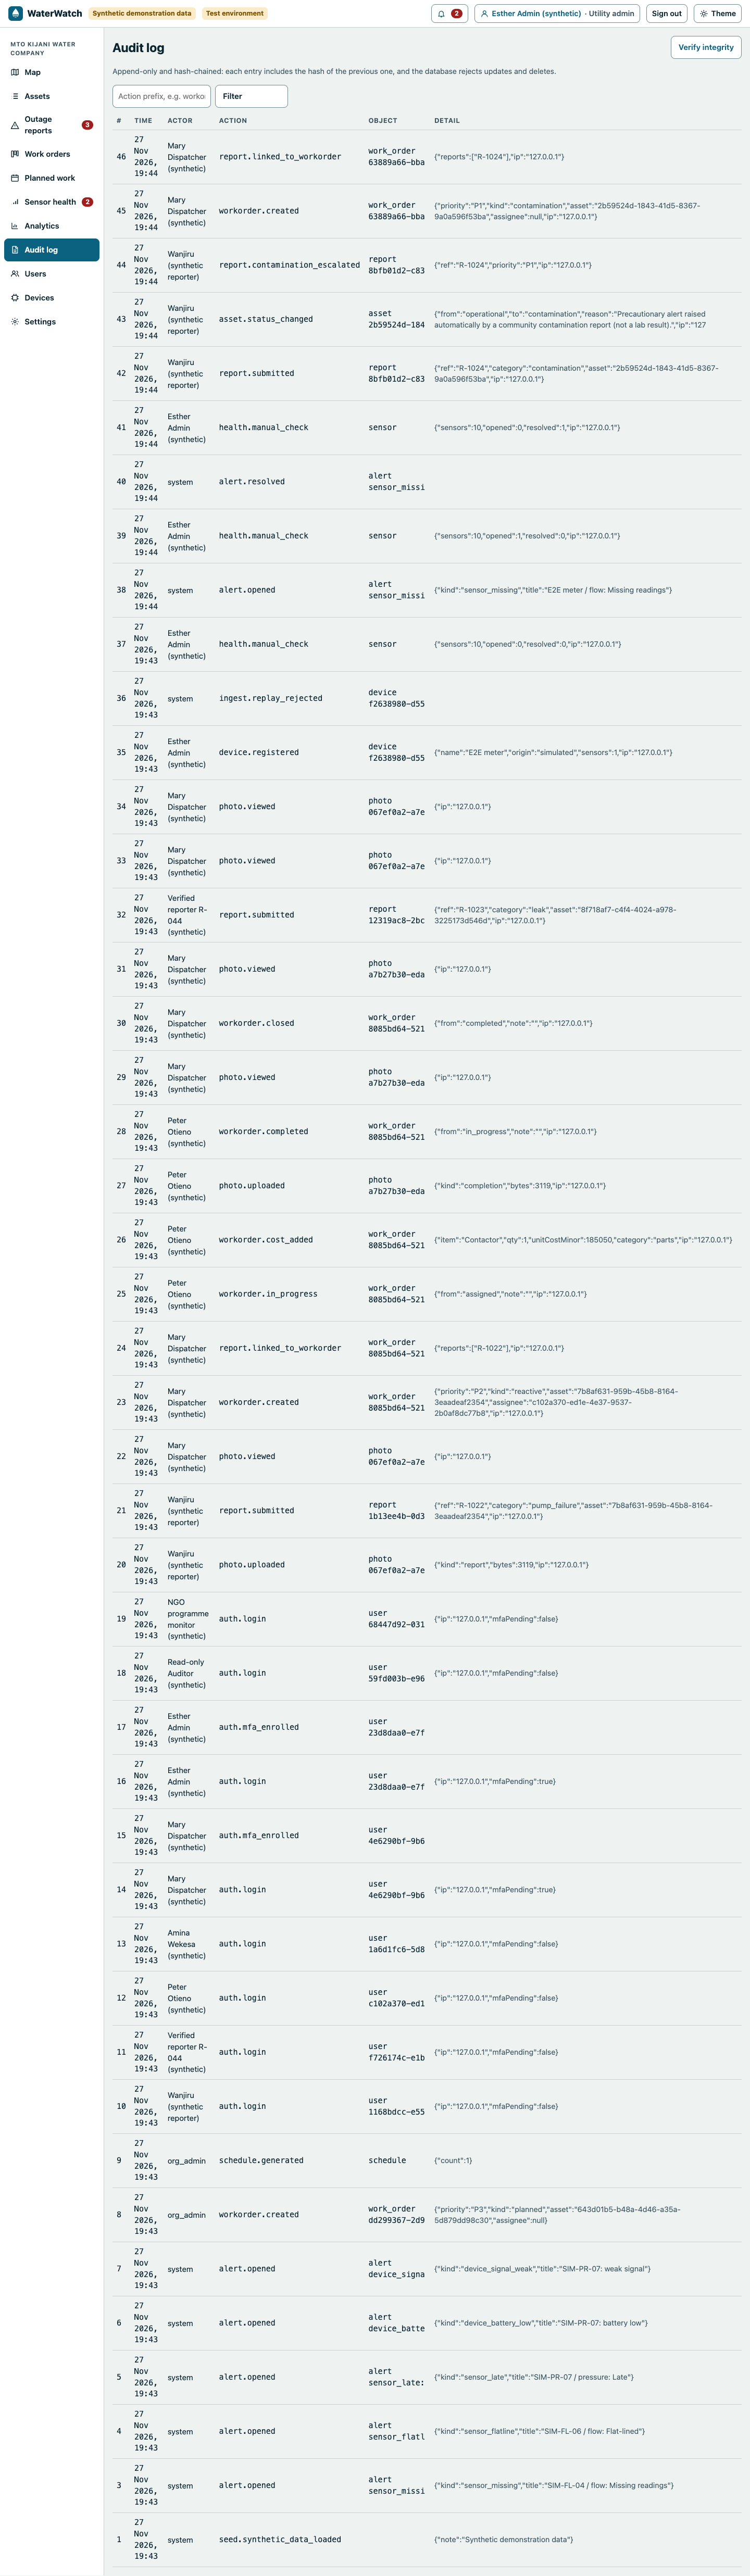 WaterWatch Synthetic demonstration data Test environment 2 Esther Admin (synthetic) · Utility admin Sign out Theme
MTO KIJANI WATER COMPANY
Map
Assets
Outage reports 3
Work orders
Planned work
Sensor health 2
Analytics
Audit log
Users
Devices
Settings
Audit log
Verify integrity
Append-only and hash-chained: each entry includes the hash of the previous one, and the database rejects updates and deletes.
Action prefix, e.g. worko Filter
# TIME ACTOR ACTION OBJECT DETAIL
46 27 Nov 2026, 19:44 Mary Dispatcher (synthetic) report.linked_to_workorder work_order 63889a66-bba {"reports":["R-1024"],"ip":"127.0.0.1"}
45 27 Nov 2026, 19:44 Mary Dispatcher (synthetic) workorder.created work_order 63889a66-bba {"priority":"P1","kind":"contamination","asset":"2b59524d-1843-41d5-8367-9a0a596f53ba","assignee":null,"ip":"127.0.0.1"}
44 27 Nov 2026, 19:44 Wanjiru (synthetic reporter) report.contamination_escalated report 8bfb01d2-c83 {"ref":"R-1024","priority":"P1","ip":"127.0.0.1"}
43 27 Nov 2026, 19:44 Wanjiru (synthetic reporter) asset.status_changed asset 2b59524d-184 {"from":"operational","to":"contamination","reason":"Precautionary alert raised automatically by a community contamination report (not a lab result).","ip":"127
42 27 Nov 2026, 19:44 Wanjiru (synthetic reporter) report.submitted report 8bfb01d2-c83 {"ref":"R-1024","category":"contamination","asset":"2b59524d-1843-41d5-8367-9a0a596f53ba","ip":"127.0.0.1"}
41 27 Nov 2026, 19:44 Esther Admin (synthetic) health.manual_check sensor {"sensors":10,"opened":0,"resolved":1,"ip":"127.0.0.1"}
40 27 Nov 2026, 19:44 system alert.resolved alert sensor_missi
39 27 Nov 2026, 19:44 Esther Admin (synthetic) health.manual_check sensor {"sensors":10,"opened":1,"resolved":0,"ip":"127.0.0.1"}
38 27 Nov 2026, 19:44 system alert.opened alert sensor_missi {"kind":"sensor_missing","title":"E2E meter / flow: Missing readings"}
37 27 Nov 2026, 19:43 Esther Admin (synthetic) health.manual_check sensor {"sensors":10,"opened":0,"resolved":0,"ip":"127.0.0.1"}
36 27 Nov 2026, 19:43 system ingest.replay_rejected device f2638980-d55
35 27 Nov 2026, 19:43 Esther Admin (synthetic) device.registered device f2638980-d55 {"name":"E2E meter","origin":"simulated","sensors":1,"ip":"127.0.0.1"}
34 27 Nov 2026, 19:43 Mary Dispatcher (synthetic) photo.viewed photo 067ef0a2-a7e {"ip":"127.0.0.1"}
33 27 Nov 2026, 19:43 Mary Dispatcher (synthetic) photo.viewed photo 067ef0a2-a7e {"ip":"127.0.0.1"}
32 27 Nov 2026, 19:43 Verified reporter R-044 (synthetic) report.submitted report 12319ac8-2bc {"ref":"R-1023","category":"leak","asset":"8f718af7-c4f4-4024-a978-3225173d546d","ip":"127.0.0.1"}
31 27 Nov 2026, 19:43 Mary Dispatcher (synthetic) photo.viewed photo a7b27b30-eda {"ip":"127.0.0.1"}
30 27 Nov 2026, 19:43 Mary Dispatcher (synthetic) workorder.closed work_order 8085bd64-521 {"from":"completed","note":"","ip":"127.0.0.1"}
29 27 Nov 2026, 19:43 Mary Dispatcher (synthetic) photo.viewed photo a7b27b30-eda {"ip":"127.0.0.1"}
28 27 Nov 2026, 19:43 Peter Otieno (synthetic) workorder.completed work_order 8085bd64-521 {"from":"in_progress","note":"","ip":"127.0.0.1"}
27 27 Nov 2026, 19:43 Peter Otieno (synthetic) photo.uploaded photo a7b27b30-eda {"kind":"completion","bytes":3119,"ip":"127.0.0.1"}
26 27 Nov 2026, 19:43 Peter Otieno (synthetic) workorder.cost_added work_order 8085bd64-521 {"item":"Contactor","qty":1,"unitCostMinor":185050,"category":"parts","ip":"127.0.0.1"}
25 27 Nov 2026, 19:43 Peter Otieno (synthetic) workorder.in_progress work_order 8085bd64-521 {"from":"assigned","note":"","ip":"127.0.0.1"}
24 27 Nov 2026, 19:43 Mary Dispatcher (synthetic) report.linked_to_workorder work_order 8085bd64-521 {"reports":["R-1022"],"ip":"127.0.0.1"}
23 27 Nov 2026, 19:43 Mary Dispatcher (synthetic) workorder.created work_order 8085bd64-521 {"priority":"P2","kind":"reactive","asset":"7b8af631-959b-45b8-8164-3eaadeaf2354","assignee":"c102a370-ed1e-4e37-9537-2b0af8dc77b8","ip":"127.0.0.1"}
22 27 Nov 2026, 19:43 Mary Dispatcher (synthetic) photo.viewed photo 067ef0a2-a7e {"ip":"127.0.0.1"}
21 27 Nov 2026, 19:43 Wanjiru (synthetic reporter) report.submitted report 1b13ee4b-0d3 {"ref":"R-1022","category":"pump_failure","asset":"7b8af631-959b-45b8-8164-3eaadeaf2354","ip":"127.0.0.1"}
20 27 Nov 2026, 19:43 Wanjiru (synthetic reporter) photo.uploaded photo 067ef0a2-a7e {"kind":"report","bytes":3119,"ip":"127.0.0.1"}
19 27 Nov 2026, 19:43 NGO programme monitor (synthetic) auth.login user 68447d92-031 {"ip":"127.0.0.1","mfaPending":false}
18 27 Nov 2026, 19:43 Read-only Auditor (synthetic) auth.login user 59fd003b-e96 {"ip":"127.0.0.1","mfaPending":false}
17 27 Nov 2026, 19:43 Esther Admin (synthetic) auth.mfa_enrolled user 23d8daa0-e7f
16 27 Nov 2026, 19:43 Esther Admin (synthetic) auth.login user 23d8daa0-e7f {"ip":"127.0.0.1","mfaPending":true}
15 27 Nov 2026, 19:43 Mary Dispatcher (synthetic) auth.mfa_enrolled user 4e6290bf-9b6
14 27 Nov 2026, 19:43 Mary Dispatcher (synthetic) auth.login user 4e6290bf-9b6 {"ip":"127.0.0.1","mfaPending":true}
13 27 Nov 2026, 19:43 Amina Wekesa (synthetic) auth.login user 1a6d1fc6-5d8 {"ip":"127.0.0.1","mfaPending":false}
12 27 Nov 2026, 19:43 Peter Otieno (synthetic) auth.login user c102a370-ed1 {"ip":"127.0.0.1","mfaPending":false}
11 27 Nov 2026, 19:43 Verified reporter R-044 (synthetic) auth.login user f726174c-e1b {"ip":"127.0.0.1","mfaPending":false}
10 27 Nov 2026, 19:43 Wanjiru (synthetic reporter) auth.login user 1168bdcc-e55 {"ip":"127.0.0.1","mfaPending":false}
9 27 Nov 2026, 19:43 org_admin schedule.generated schedule {"count":1}
8 27 Nov 2026, 19:43 org_admin workorder.created work_order dd299367-2d9 {"priority":"P3","kind":"planned","asset":"643d01b5-b48a-4d46-a35a-5d879dd98c30","assignee":null}
7 27 Nov 2026, 19:43 system alert.opened alert device_signa {"kind":"device_signal_weak","title":"SIM-PR-07: weak signal"}
6 27 Nov 2026, 19:43 system alert.opened alert device_batte {"kind":"device_battery_low","title":"SIM-PR-07: battery low"}
5 27 Nov 2026, 19:43 system alert.opened alert sensor_late: {"kind":"sensor_late","title":"SIM-PR-07 / pressure: Late"}
4 27 Nov 2026, 19:43 system alert.opened alert sensor_flatl {"kind":"sensor_flatline","title":"SIM-FL-06 / flow: Flat-lined"}
3 27 Nov 2026, 19:43 system alert.opened alert sensor_missi {"kind":"sensor_missing","title":"SIM-FL-04 / flow: Missing readings"}
1 27 Nov 2026, 19:43 system seed.synthetic_data_loaded {"note":"Synthetic demonstration data"}